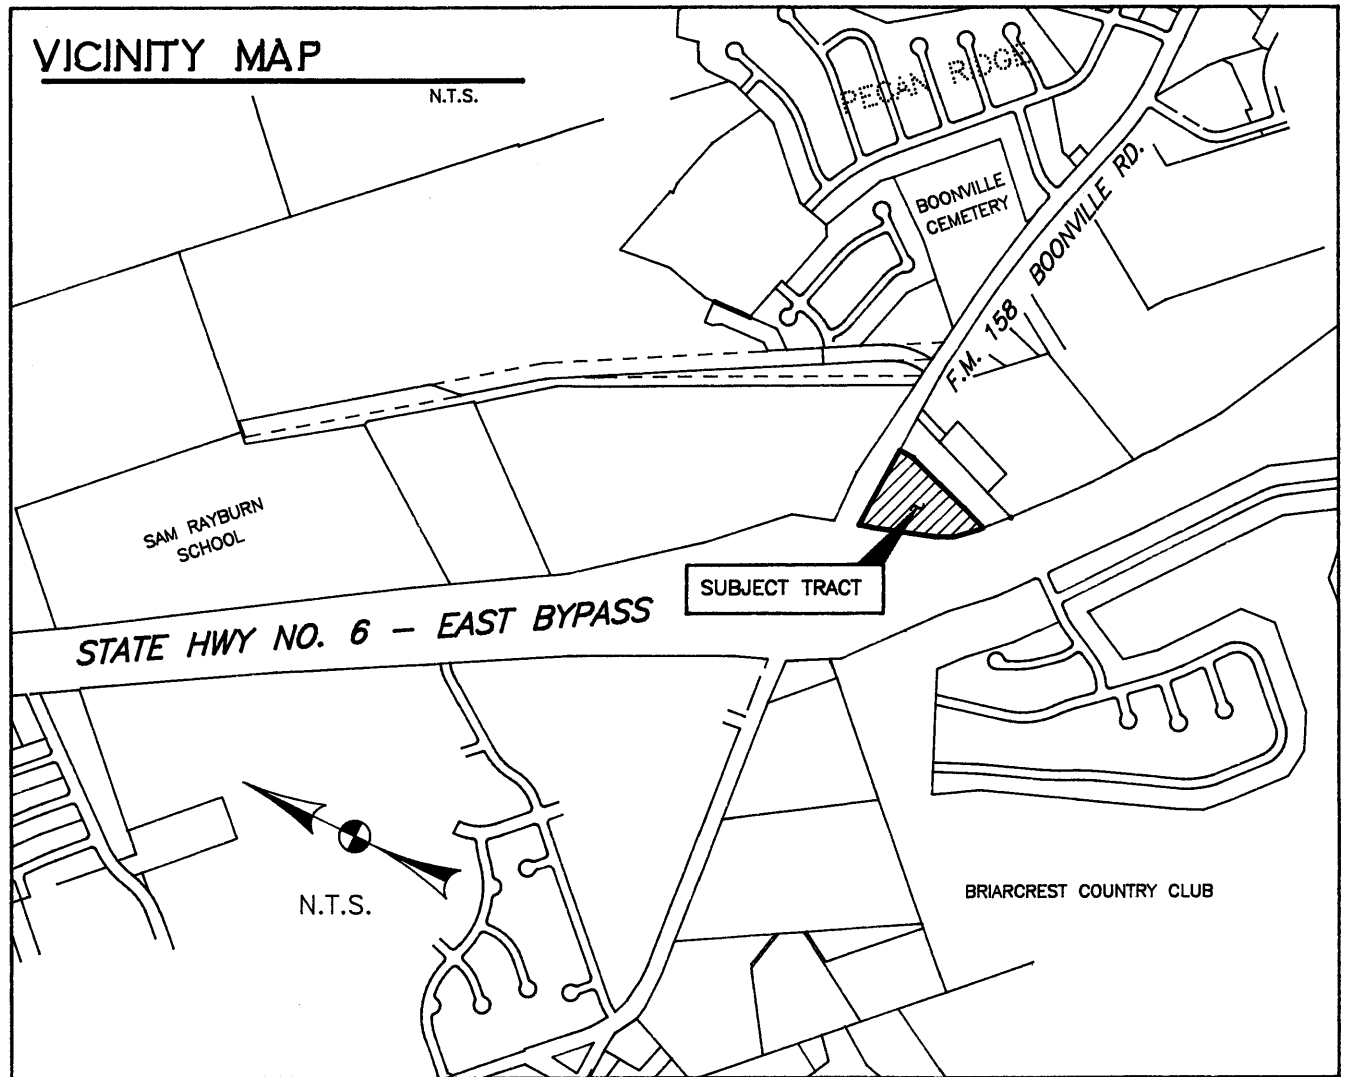 VICINITY MAP
N.T.S.
PECAN RIDGE
BOONVILLE
CEMETERY
F.M. 158 BOONVILLE RD.
SAM RAYBURN
SCHOOL
SUBJECT TRACT
STATE HWY NO. 6 – EAST BYPASS
N.T.S.
BRIARCREST COUNTRY CLUB